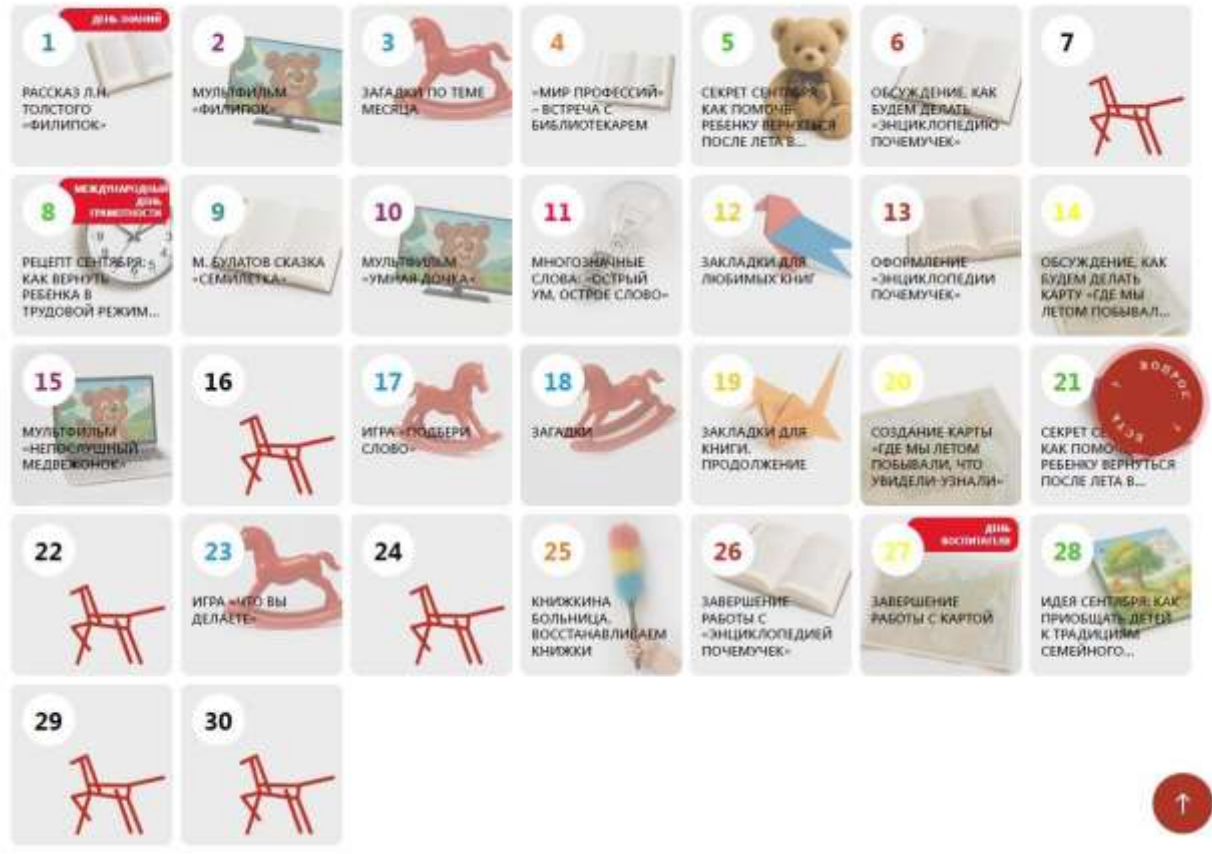 1
ДЕНЬ ЗНАНИЙ
РАССКАЗ Л.Н.
ТОЛСТОГО
«ФИЛИПОК»
2
МУЛЬТФИЛЬМ
«ФИЛИПОК»
3
ЗАГАДКИ ПО ТЕМЕ
МЕСЯЦА
4
«МИР ПРОФЕССИЙ»
– ВСТРЕЧА С
БИБЛИОТЕКАРЕМ
5
СЕКРЕТ СЕНТЯБРЯ:
КАК ПОМОЧЬ
РЕБЕНКУ ВЕРНУТЬСЯ
ПОСЛЕ ЛЕТА В...
6
ОБСУЖДЕНИЕ, КАК
БУДЕМ ДЕЛАТЬ
«ЭНЦИКЛОПЕДИЮ
ПОЧЕМУЧЕК»
7
8
МЕЖДУНАРОДНЫЙ
ДЕНЬ
ГРАМОТНОСТИ
РЕЦЕПТ СЕНТЯБРЯ:
КАК ВЕРНУТЬ
РЕБЕНКА В
ТРУДОВОЙ РЕЖИМ...
9
М. БУЛАТОВ СКАЗКА
«СЕМИЛЕТКА»
10
МУЛЬТФИЛЬМ
«УМНАЯ ДОЧКА»
11
МНОГОЗНАЧНЫЕ
СЛОВА: «ОСТРЫЙ
УМ, ОСТРОЕ СЛОВО»
12
ЗАКЛАДКИ ДЛЯ
ЛЮБИМЫХ КНИГ
13
ОФОРМЛЕНИЕ
«ЭНЦИКЛОПЕДИИ
ПОЧЕМУЧЕК»
14
ОБСУЖДЕНИЕ, КАК
БУДЕМ ДЕЛАТЬ
КАРТУ «ГДЕ МЫ
ЛЕТОМ ПОБЫВАЛ...
15
МУЛЬТФИЛЬМ
«НЕПОСЛУШНЫЙ
МЕДВЕЖОНОК»
16
17
ИГРА «ПОДБЕРИ
СЛОВО»
18
ЗАГАДКИ
19
ЗАКЛАДКИ ДЛЯ
КНИГИ.
ПРОДОЛЖЕНИЕ
20
СОЗДАНИЕ КАРТЫ
«ГДЕ МЫ ЛЕТОМ
ПОБЫВАЛИ, ЧТО
УВИДЕЛИ-УЗНАЛИ»
21
ЕСТЬ ВОПРОС ?
СЕКРЕТ
КАК
РЕБЕНКУ ВЕРНУТЬСЯ
ПОСЛЕ ЛЕТА В...
22
23
ИГРА «ЧТО ВЫ
ДЕЛАЕТЕ»
24
25
КНИЖКИНА
БОЛЬНИЦА.
ВОССТАНАВЛИВАЕМ
КНИЖКИ
26
ЗАВЕРШЕНИЕ
РАБОТЫ С
«ЭНЦИКЛОПЕДИЕЙ
ПОЧЕМУЧЕК»
27
ДЕНЬ
ВОСПИТАТЕЛЯ
ЗАВЕРШЕНИЕ
РАБОТЫ С КАРТОЙ
28
ИДЕЯ СЕНТЯБРЯ: КАК
ПРИОБЩАТЬ ДЕТЕЙ
К ТРАДИЦИЯМ
СЕМЕЙНОГО...
29
30